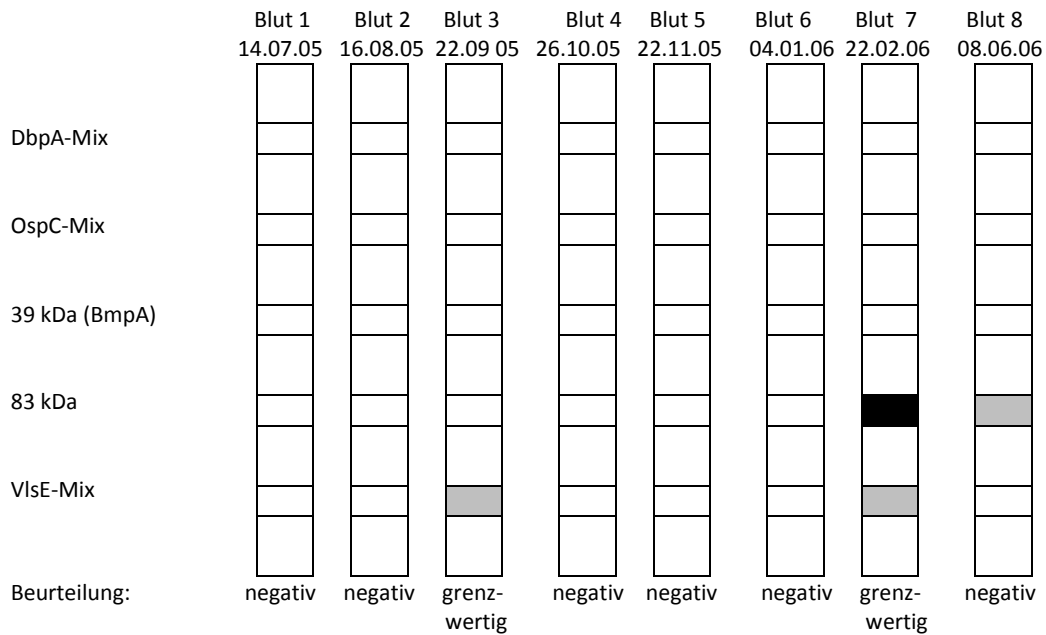 Blut 1 Blut 2 Blut 3 Blut 4 Blut 5 Blut 6 Blut 7 Blut 8
14.07.05 16.08.05 22.09 05 26.10.05 22.11.05 04.01.06 22.02.06 08.06.06
DbpA-Mix
OspC-Mix
39 kDa (BmpA)
83 kDa
VlsE-Mix
Beurteilung: negativ negativ grenz- negativ negativ negativ grenz- negativ
wertig wertig